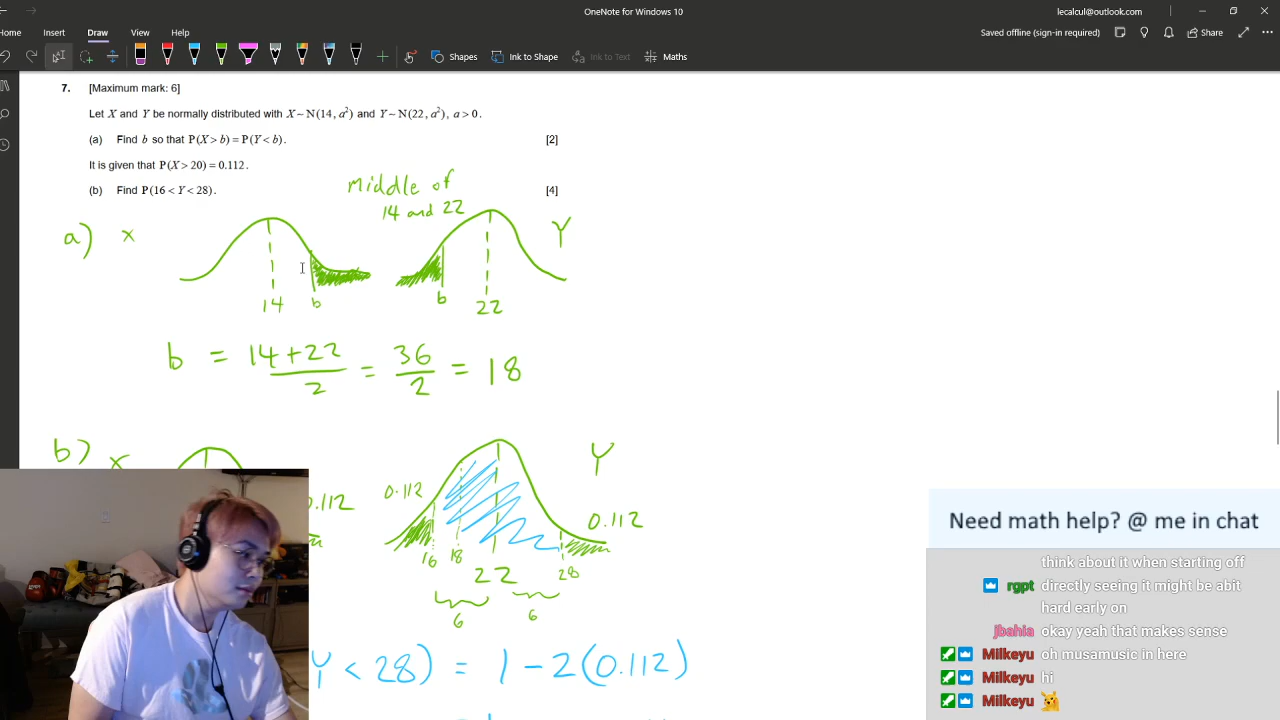 OneNote for Windows 10
lecalcul@outlook.com
Home Insert Draw View Help
Saved offline (sign-in required)
Share
Shapes Ink to Shape Ink to Text Maths
7. [Maximum mark: 6]
Let X and Y be normally distributed with X ~ N(14, a²) and Y ~ N(22, a²), a > 0.
(a) Find b so that P(X > b) = P(Y < b). [2]
It is given that P(X > 20) = 0.112.
(b) Find P(16 < Y < 28). [4]
middle of
14 and 22
a) x
Y
14 b
b 22
b = 14+22/2 = 36/2 = 18
b) x
Y
0.112
0.112
0.112
16 18 22 28
6 6
Y < 28) = 1 - 2(0.112)
Need math help? @ me in chat
think about it when starting off
rgpt directly seeing it might be abit
hard early on
jbahia okay yeah that makes sense
Milkeyu oh musamusic in here
Milkeyu hi
Milkeyu